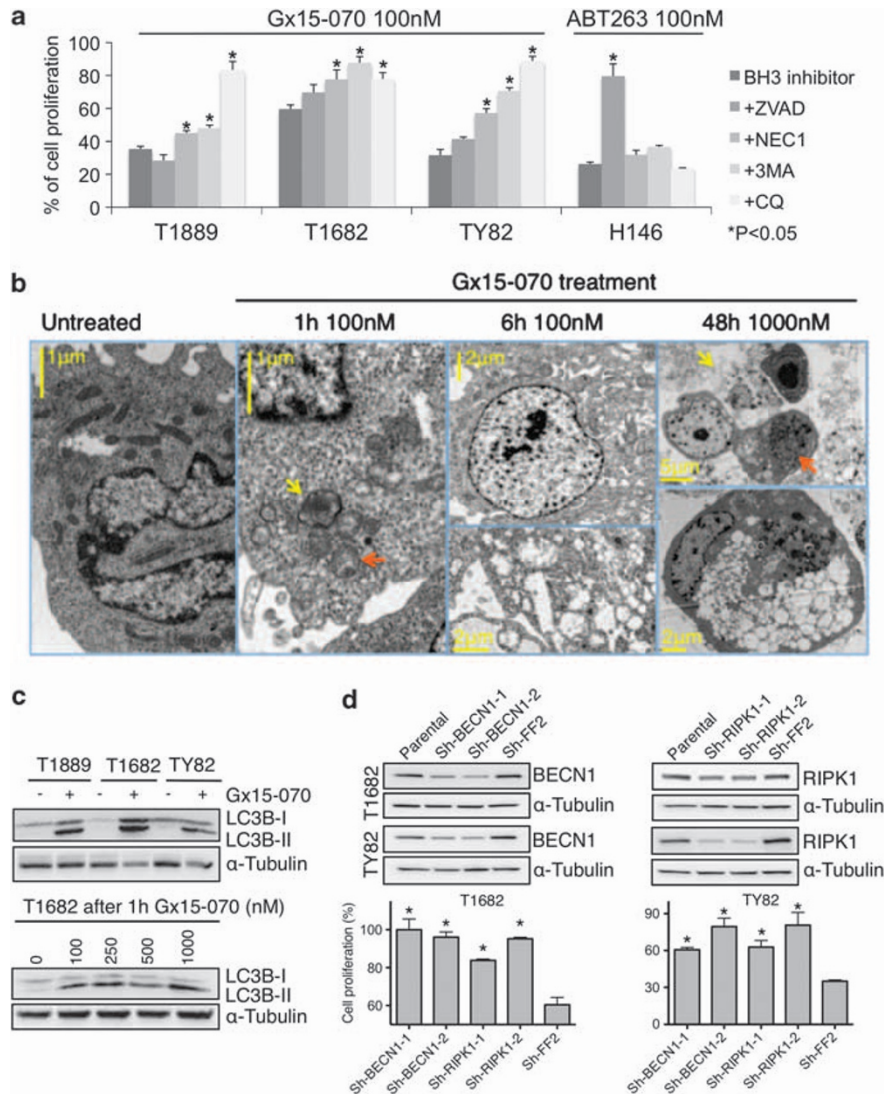 a
Gx15-070 100nM
ABT263 100nM
% of cell proliferation
100
80
60
40
20
0
* * * * * * * * * *
T1889
T1682
TY82
H146
BH3 inhibitor
+ZVAD
+NEC1
+3MA
+CQ
*P<0.05
b
Gx15-070 treatment
Untreated
1h 100nM
6h 100nM
48h 1000nM
1µm
1µm
2µm
2µm
5µm
2µm
c
T1889 T1682 TY82
- + - + - + Gx15-070
LC3B-I
LC3B-II
α-Tubulin
T1682 after 1h Gx15-070 (nM)
0 100 250 500 1000
LC3B-I
LC3B-II
α-Tubulin
d
Parental Sh-BECN1-1 Sh-BECN1-2 Sh-FF2
T1682
BECN1
α-Tubulin
TY82
BECN1
α-Tubulin
Parental Sh-RIPK1-1 Sh-RIPK1-2 Sh-FF2
RIPK1
α-Tubulin
RIPK1
α-Tubulin
T1682
Cell proliferation (%)
100
80
60
* * * *
Sh-BECN1-1 Sh-BECN1-2 Sh-RIPK1-1 Sh-RIPK1-2 Sh-FF2
TY82
90
60
30
0
* * * *
Sh-BECN1-1 Sh-BECN1-2 Sh-RIPK1-1 Sh-RIPK1-2 Sh-FF2